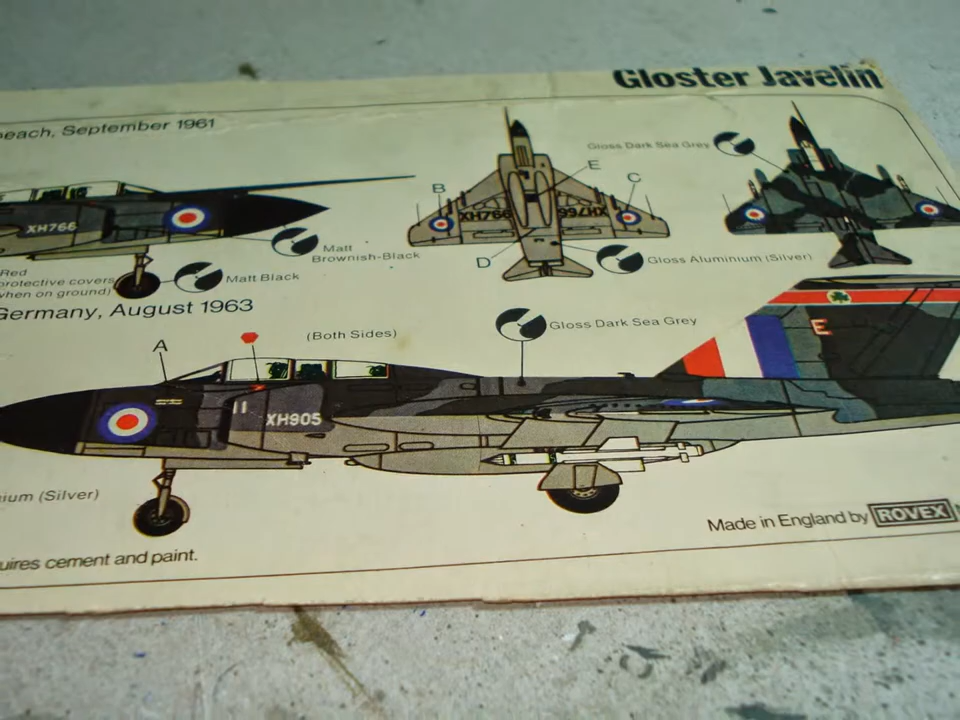 Gloster Javelin
beach, September 1961
Gloss Dark Sea Grey
E
B
C
XH766
XH766
XH766
D
Gloss Aluminium (Silver)
Matt
Brownish-Black
Matt Black
Red
protective covers
when on ground)
Germany, August 1963
(Both Sides)
Gloss Dark Sea Grey
A
E
11
XH905
ium (Silver)
Made in England by ROVEX
uires cement and paint.